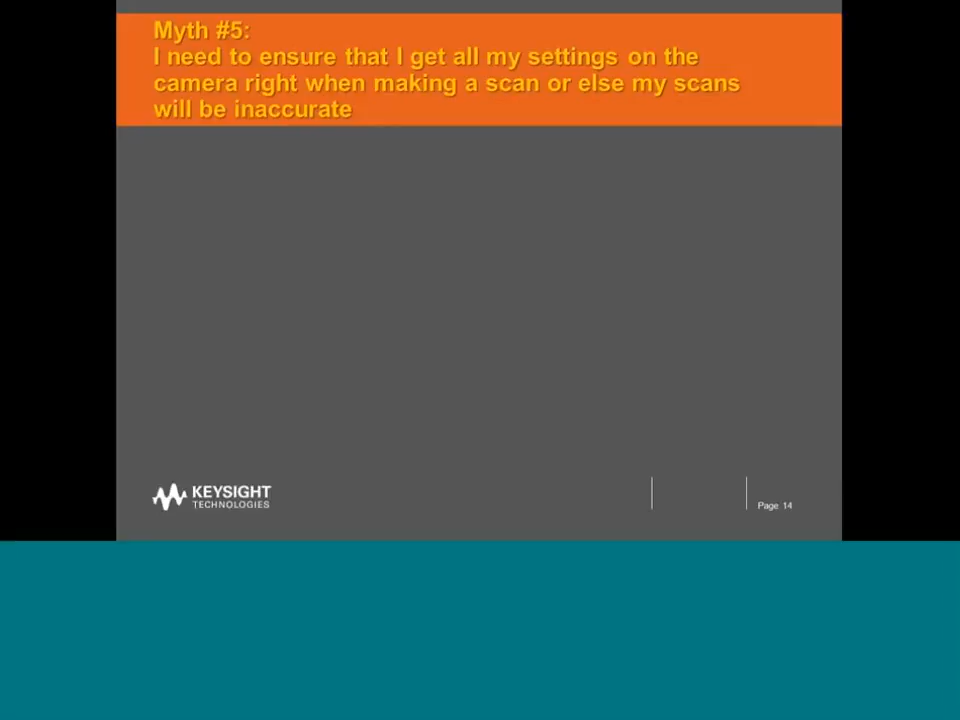 Myth #5:
I need to ensure that I get all my settings on the
camera right when making a scan or else my scans
will be inaccurate
KEYSIGHT
TECHNOLOGIES
Page 14